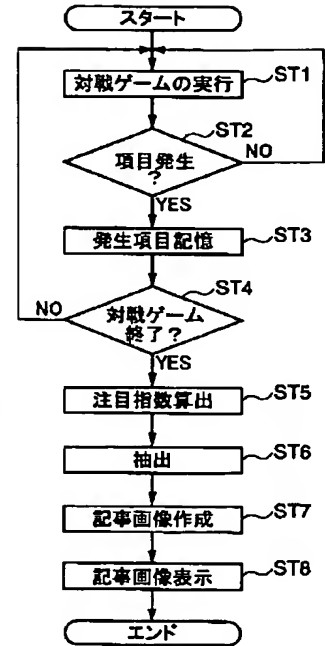 スタート
対戦ゲームの実行
ST1
ST2
項目発生
?
NO
YES
発生項目記憶
ST3
ST4
NO
対戦ゲーム
終了?
YES
注目指数算出
ST5
抽出
ST6
記事画像作成
ST7
記事画像表示
ST8
エンド